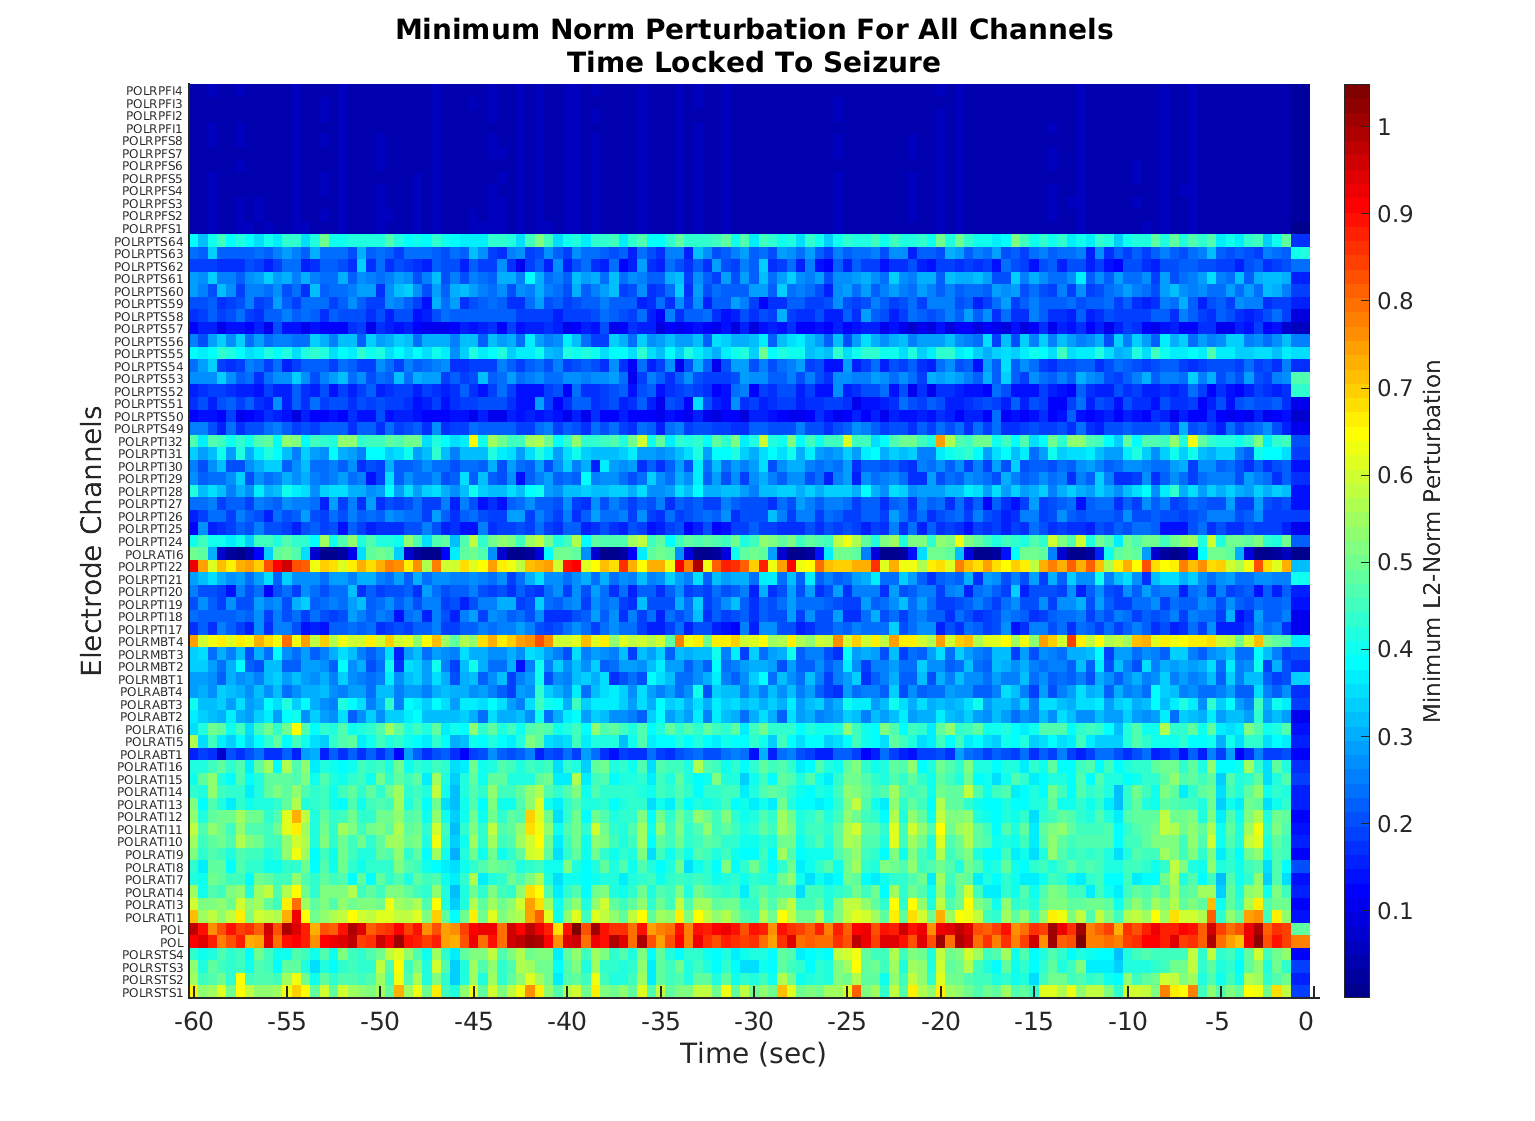 Minimum Norm Perturbation For All Channels
Time Locked To Seizure
Electrode Channels
POLRPFI4
POLRPFI3
POLRPFI2
POLRPFI1
POLRPFS8
POLRPFS7
POLRPFS6
POLRPFS5
POLRPFS4
POLRPFS3
POLRPFS2
POLRPFS1
POLRPTS64
POLRPTS63
POLRPTS62
POLRPTS61
POLRPTS60
POLRPTS59
POLRPTS58
POLRPTS57
POLRPTS56
POLRPTS55
POLRPTS54
POLRPTS53
POLRPTS52
POLRPTS51
POLRPTS50
POLRPTS49
POLRPTI32
POLRPTI31
POLRPTI30
POLRPTI29
POLRPTI28
POLRPTI27
POLRPTI26
POLRPTI25
POLRPTI24
POLRATI6
POLRPTI22
POLRPTI21
POLRPTI20
POLRPTI19
POLRPTI18
POLRPTI17
POLRMBT4
POLRMBT3
POLRMBT2
POLRMBT1
POLRABT4
POLRABT3
POLRABT2
POLRATI6
POLRATI5
POLRABT1
POLRATI16
POLRATI15
POLRATI14
POLRATI13
POLRATI12
POLRATI11
POLRATI10
POLRATI9
POLRATI8
POLRATI7
POLRATI4
POLRATI3
POLRATI1
POL
POL
POLRSTS4
POLRSTS3
POLRSTS2
POLRSTS1
-60 -55 -50 -45 -40 -35 -30 -25 -20 -15 -10 -5 0
Time (sec)
1
0.9
0.8
0.7
0.6
0.5
0.4
0.3
0.2
0.1
Minimum L2-Norm Perturbation